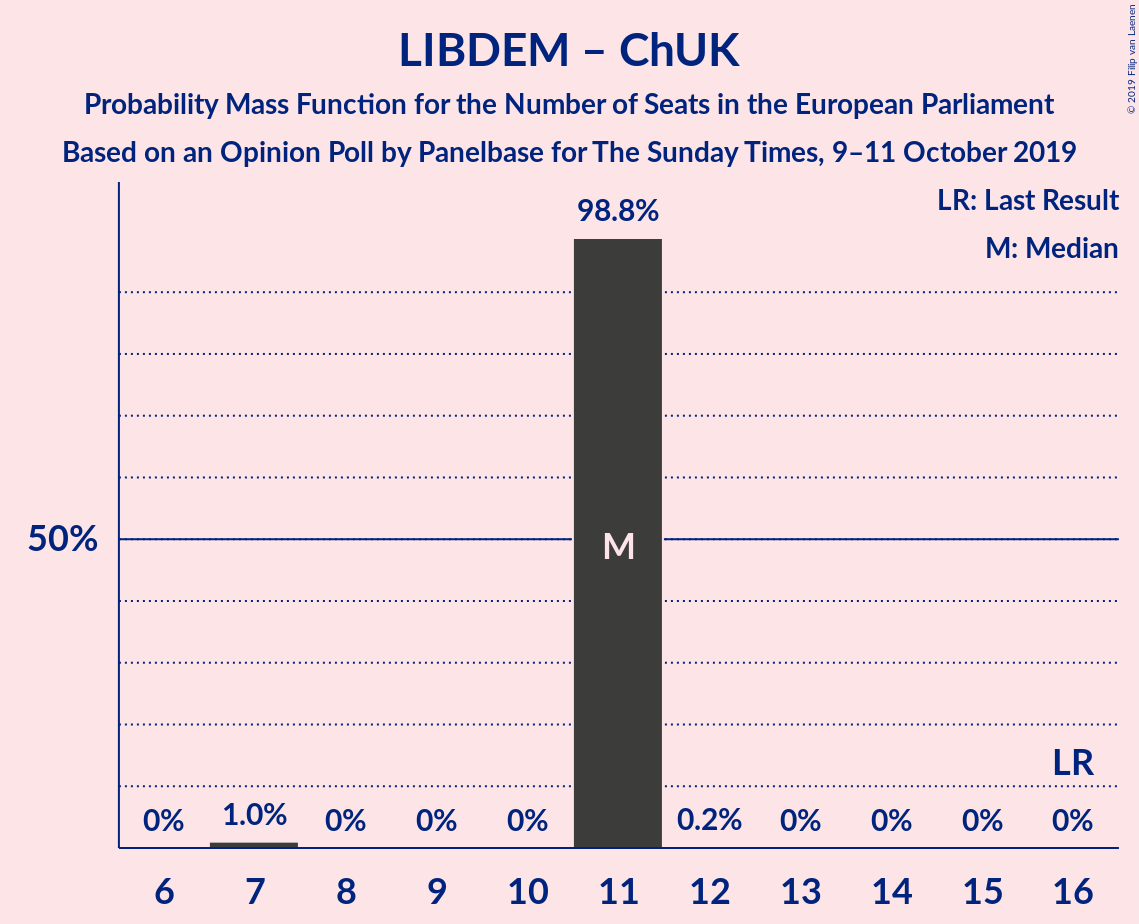 LIBDEM – ChUK
Probability Mass Function for the Number of Seats in the European Parliament
Based on an Opinion Poll by Panelbase for The Sunday Times, 9–11 October 2019
© 2019 Filip van Laenen
LR: Last Result
M: Median
98.8%
50%
M
LR
0%
1.0%
0%
0%
0%
0.2%
0%
0%
0%
0%
6
7
8
9
10
11
12
13
14
15
16